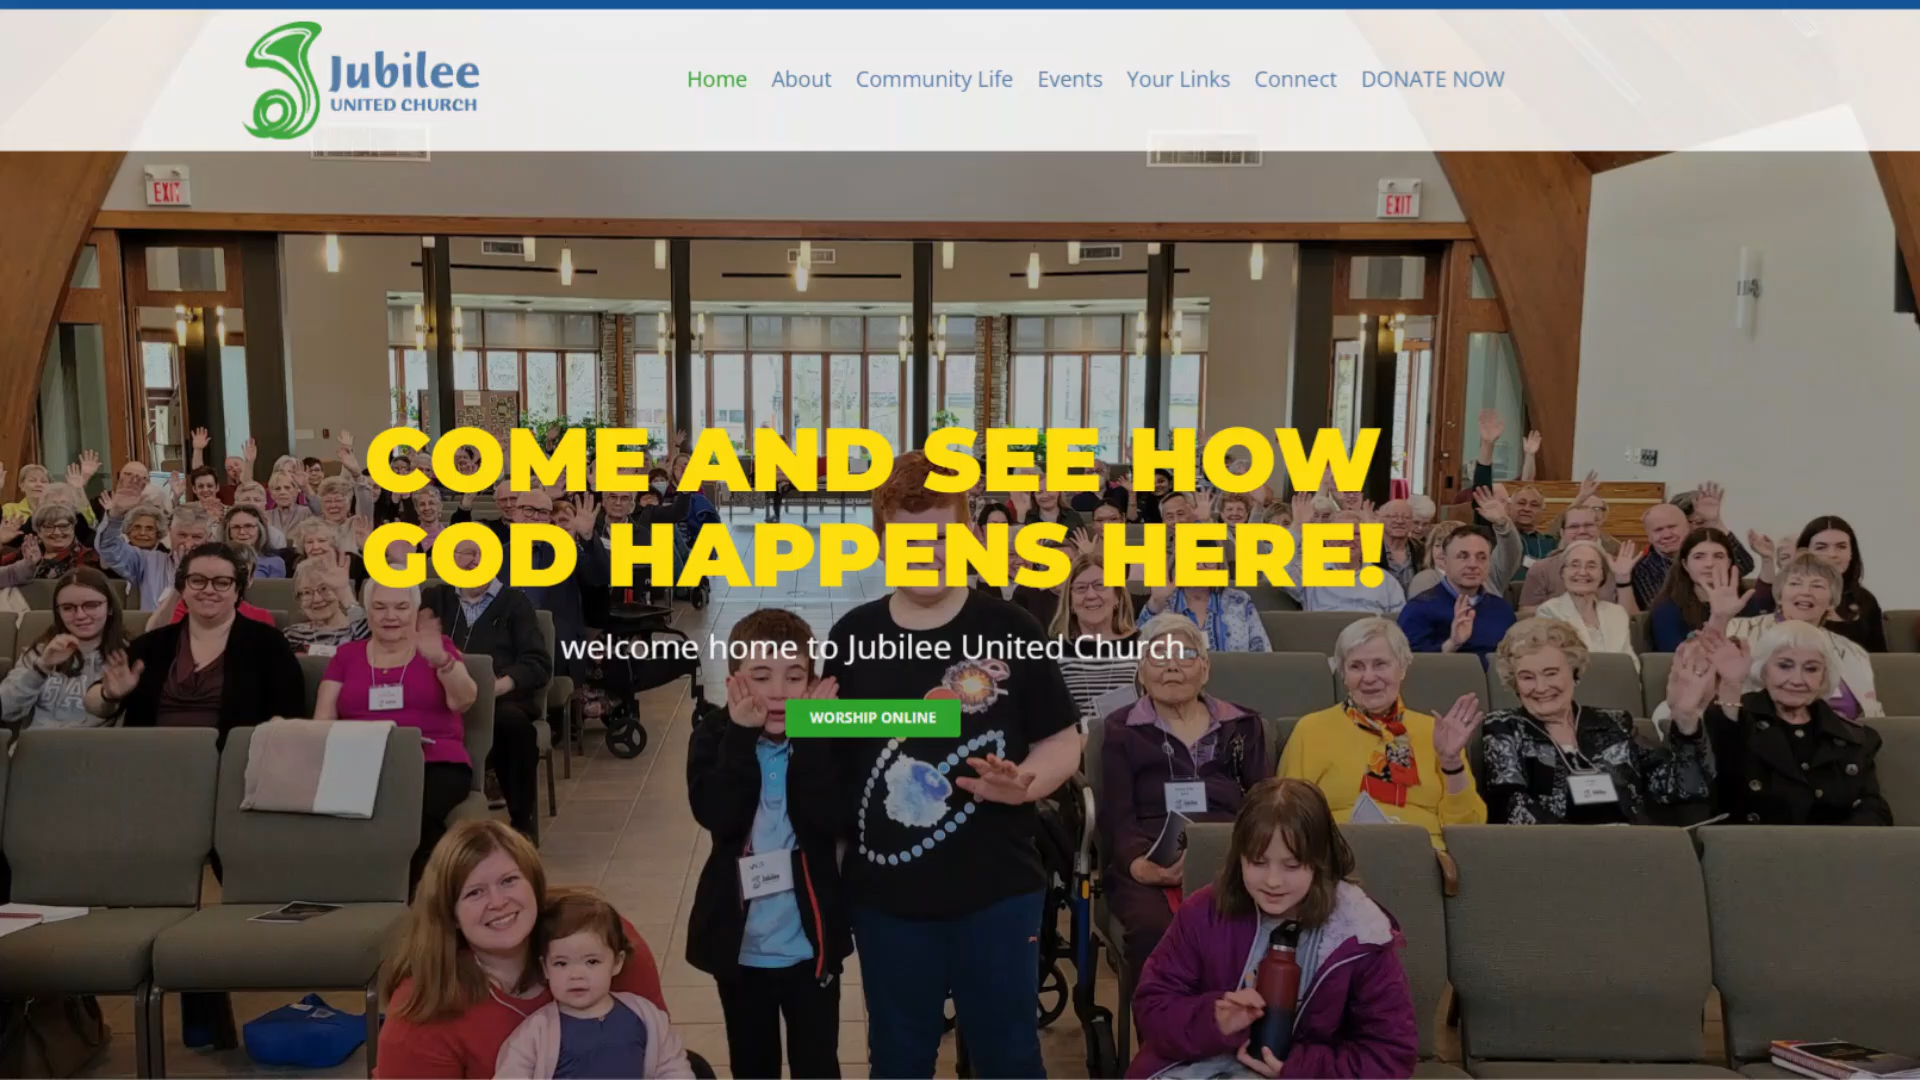 Jubilee
UNITED CHURCH
Home About Community Life Events Your Links Connect DONATE NOW
EXIT EXIT
COME AND SEE HOW
GOD HAPPENS HERE!
welcome home to Jubilee United Church
WORSHIP ONLINE